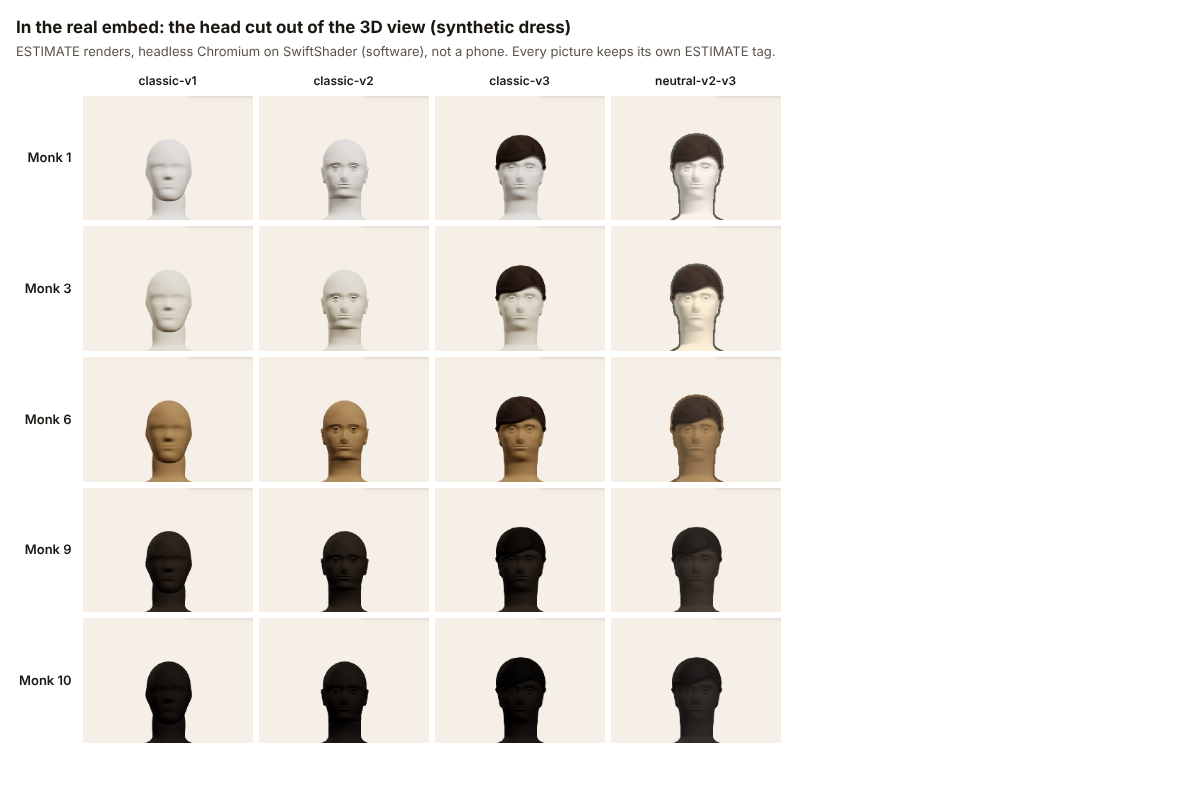 In the real embed: the head cut out of the 3D view (synthetic dress)
ESTIMATE renders, headless Chromium on SwiftShader (software), not a phone. Every picture keeps its own ESTIMATE tag.
classic-v1 classic-v2 classic-v3 neutral-v2-v3
Monk 1
Monk 3
Monk 6
Monk 9
Monk 10